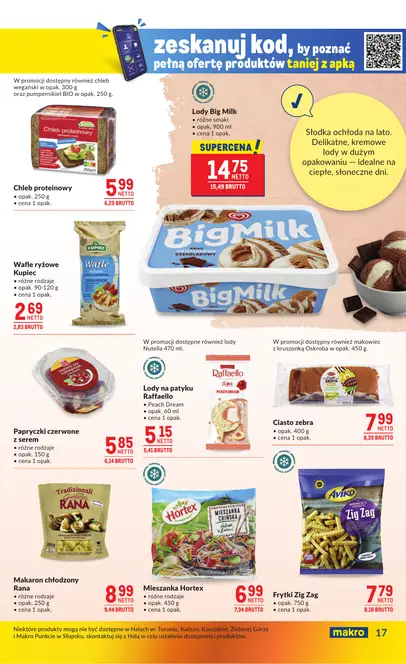 zeskanuj kod, by poznać
pełną ofertę produktów taniej z apką
W promocji dostępny również chleb
wegański w opak. 300 g
oraz pumpernikiel BIO w opak. 250 g.
Chleb proteinowy
Chleb proteinowy
• opak. 250 g
• cena 1 opak.
5,99
NETTO
6,29 BRUTTO
Lody Big Milk
• różne smaki
• opak. 900 ml
• cena 1 opak.
SUPERCENA!
14,75
NETTO
15,49 BRUTTO
Słodka ochłoda na lato.
Delikatne, kremowe
lody w dużym
opakowaniu — idealne na
ciepłe, słoneczne dni.
BigMilk
BigMilk
KUPIEC
Wafle
Wafle ryżowe
Kupiec
• różne rodzaje
• opak. 90-120 g
• cena 1 opak.
2,69
NETTO
2,83 BRUTTO
W promocji dostępne również lody
Nutella 470 ml.
W promocji dostępny również makowiec
z kruszonką Oskroba w opak. 450 g.
Papryczki czerwone
z serem
• różne rodzaje
• opak. 150 g
• cena 1 opak.
5,85
NETTO
6,14 BRUTTO
Lody na patyku
Raffaello
• Peach Dream
• opak. 60 ml
• cena 1 opak.
5,15
NETTO
5,41 BRUTTO
Raffaello
PEACH DREAM
Ciasto zebra
• opak. 400 g
• cena 1 opak.
7,99
NETTO
8,39 BRUTTO
Tradizionali
RANA
Makaron chłodzony
Rana
• różne rodzaje
• opak. 250 g
• cena 1 opak.
8,99
NETTO
9,44 BRUTTO
Hortex
MIESZANKA
CHIŃSKA
Mieszanka Hortex
• różne rodzaje
• opak. 450 g
• cena 1 opak.
6,99
NETTO
7,34 BRUTTO
AVIKO
Zig Zag
Frytki Zig Zag
• opak. 750 g
• cena 1 opak.
7,79
NETTO
8,18 BRUTTO
Niektóre produkty mogą nie być dostępne w Halach w: Toruniu, Kaliszu, Koszalinie, Zielonej Górze
i Makro Punkcie w Słupsku, skontaktuj się z Halą w celu ustalenia dostępności produktów.
makro
17